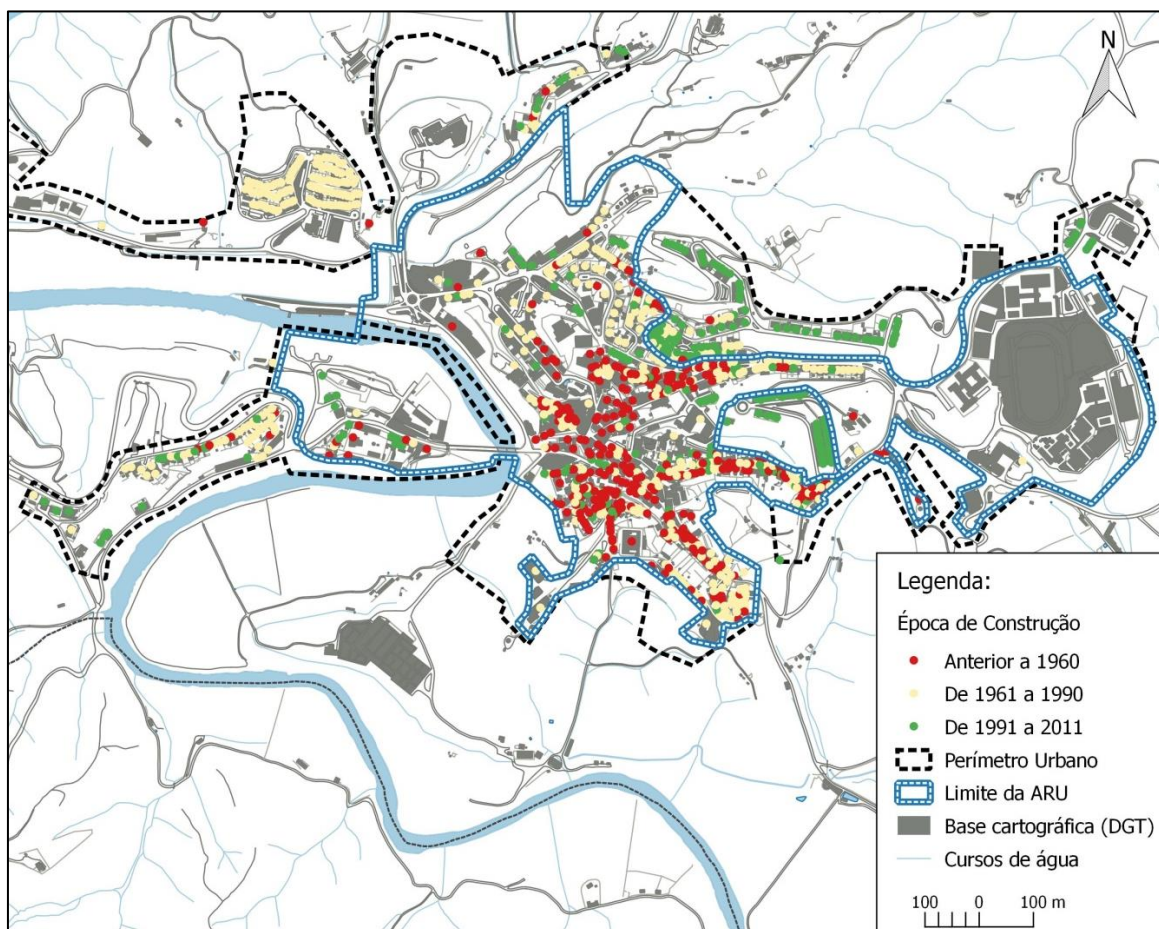 N
Legenda:
Época de Construção
Anterior a 1960
De 1961 a 1990
De 1991 a 2011
Perímetro Urbano
Limite da ARU
Base cartográfica (DGT)
Cursos de água
100 0 100 m